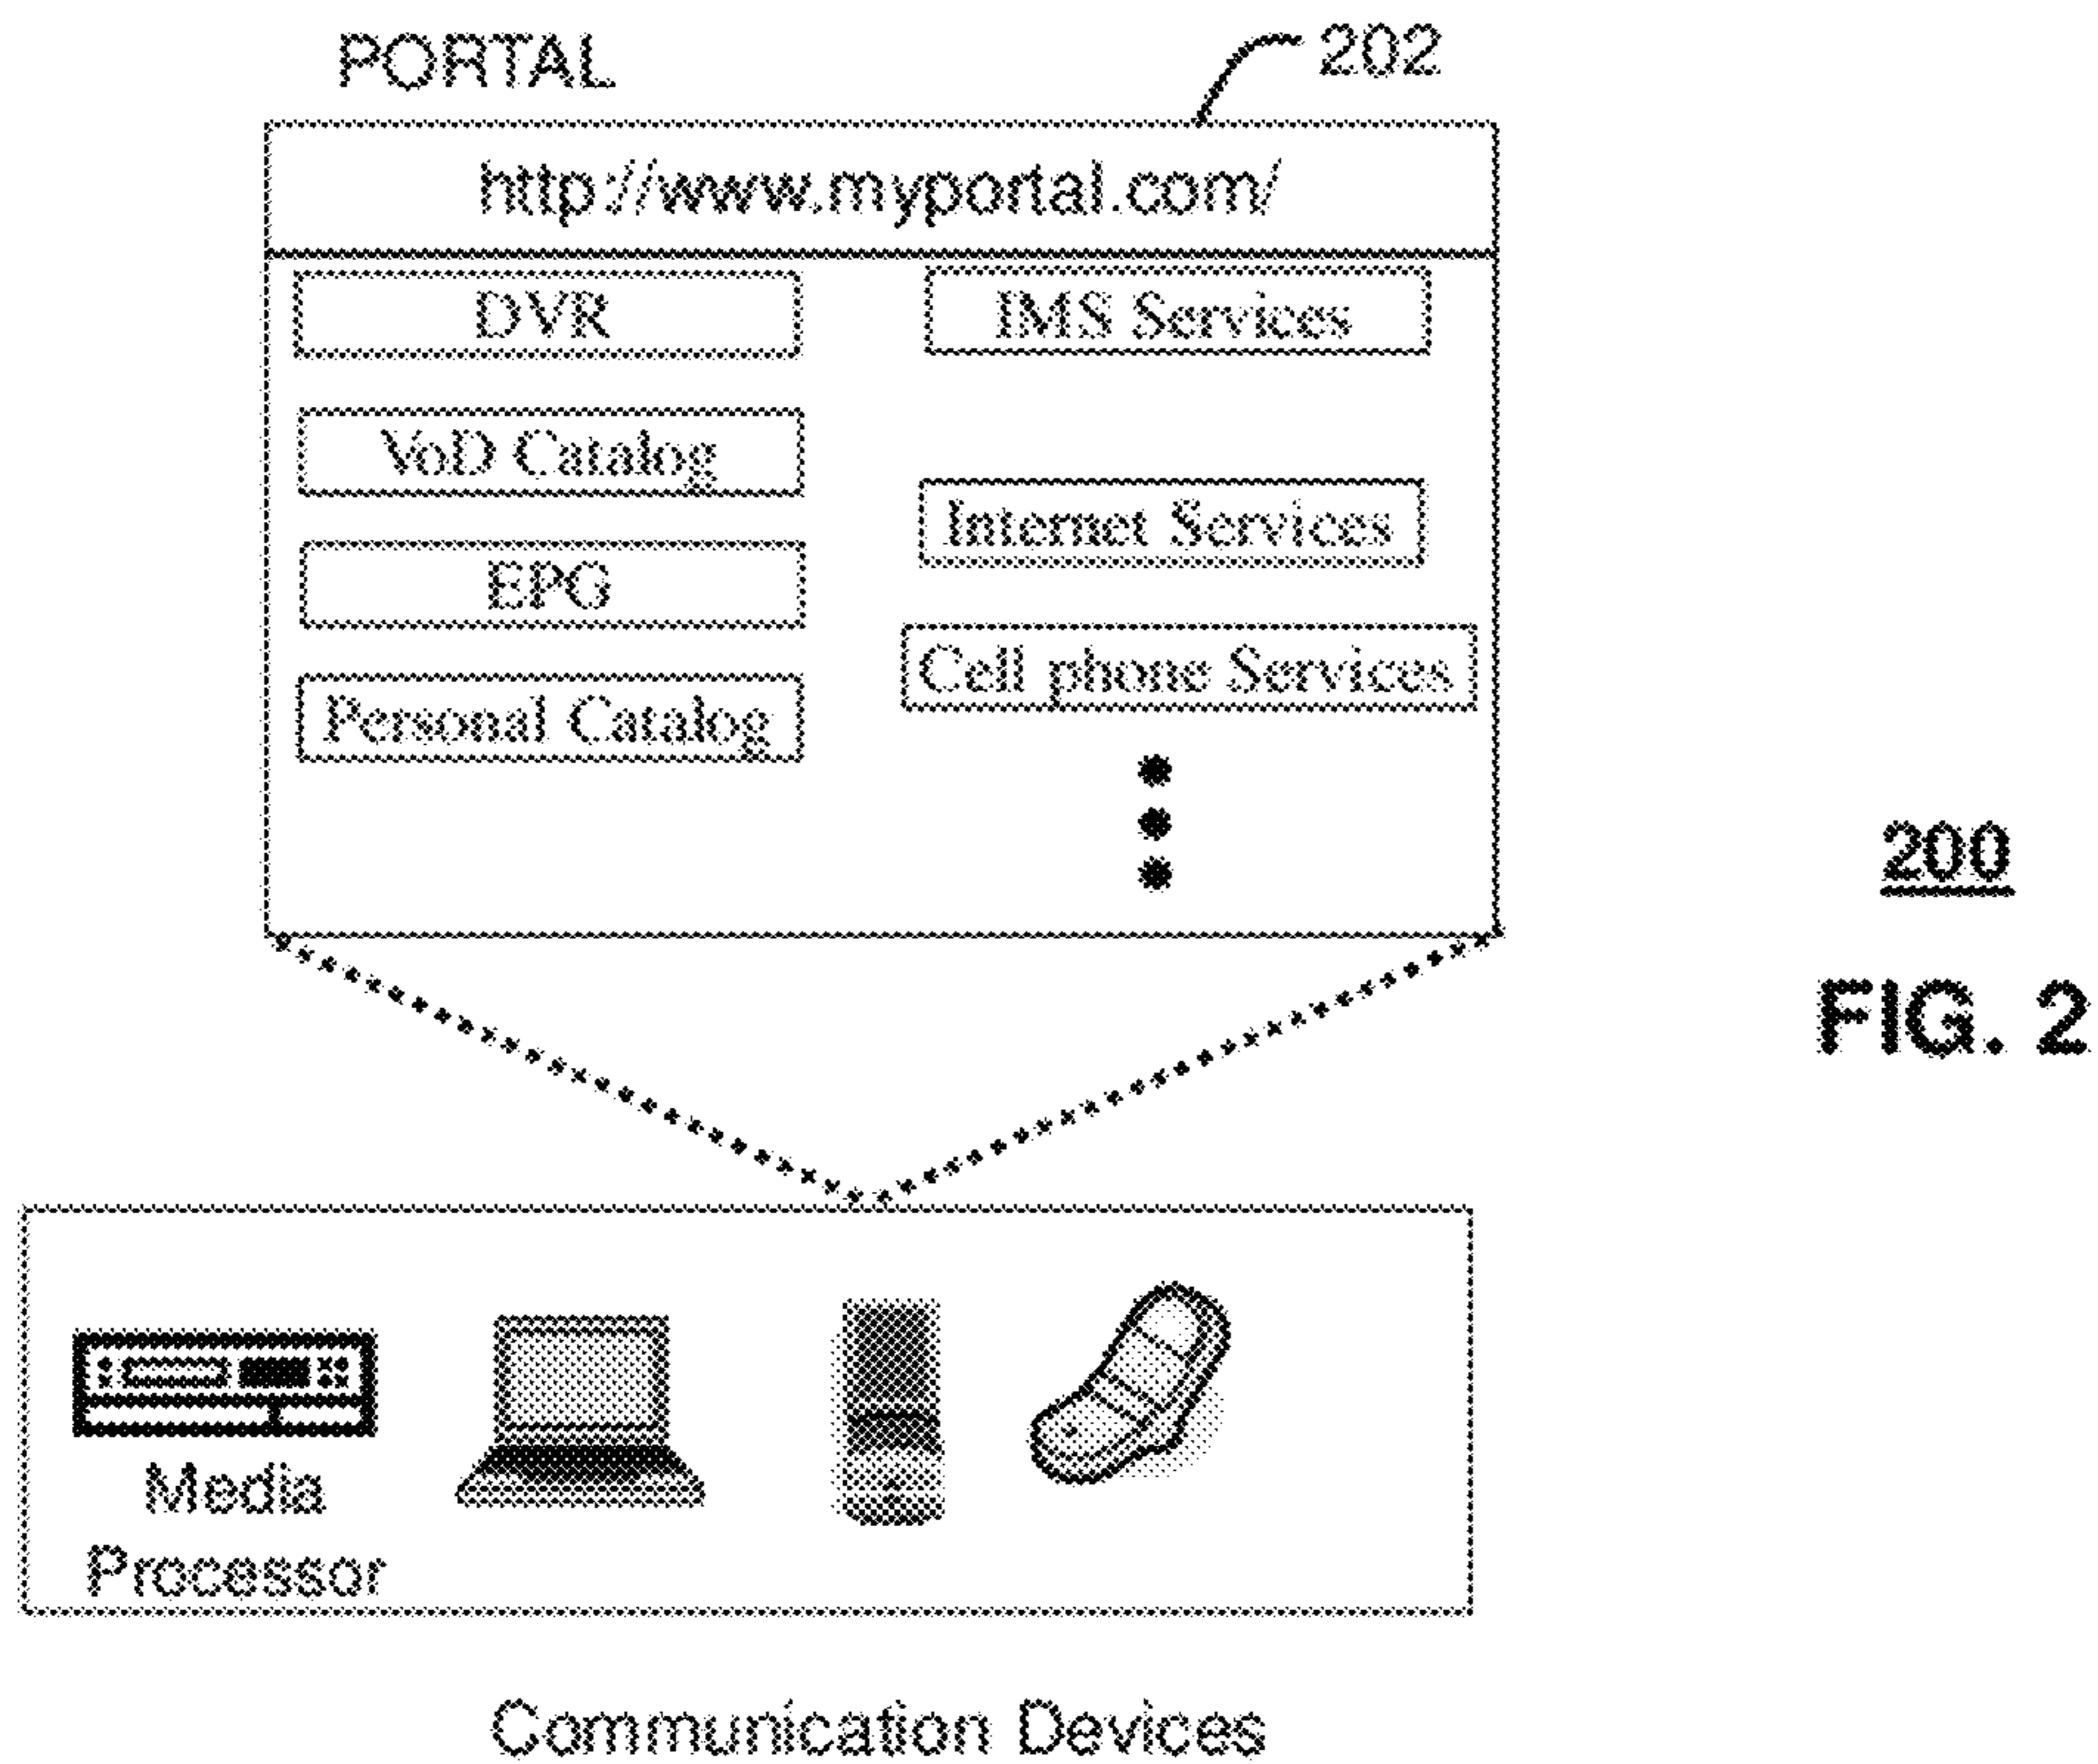 PORTAL
202
http://www.myportal.com/
DVR
IMS Services
VoD Catalog
Internet Services
EPG
Cell phone Services
Personal Catalog
200
FIG. 2
Media
Processor
Communication Devices